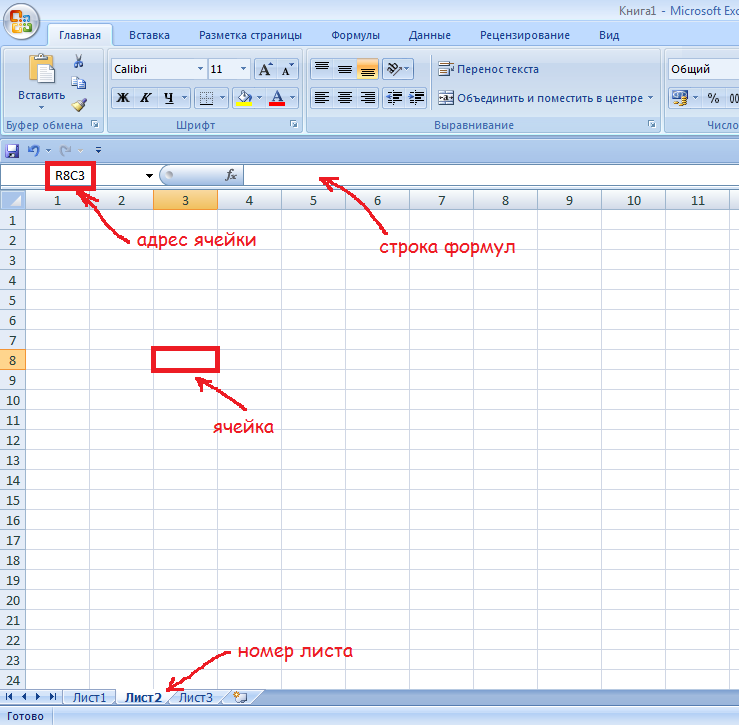 Книга1 - Microsoft Exc
Главная Вставка Разметка страницы Формулы Данные Рецензирование Вид
Calibri 11 A A Перенос текста Общий
Вставить Ж К Ч А Объединить и поместить в центре % 00
Буфер обмена Шрифт Выравнивание Число
R8C3 fx
1 2 3 4 5 6 7 8 9 10 11
1
2
адрес ячейки
строка формул
3
4
5
6
7
8
9
10
11
ячейка
12
13
14
15
16
17
18
19
20
21
22
номер листа
23
24
Лист1 Лист2 Лист3
Готово